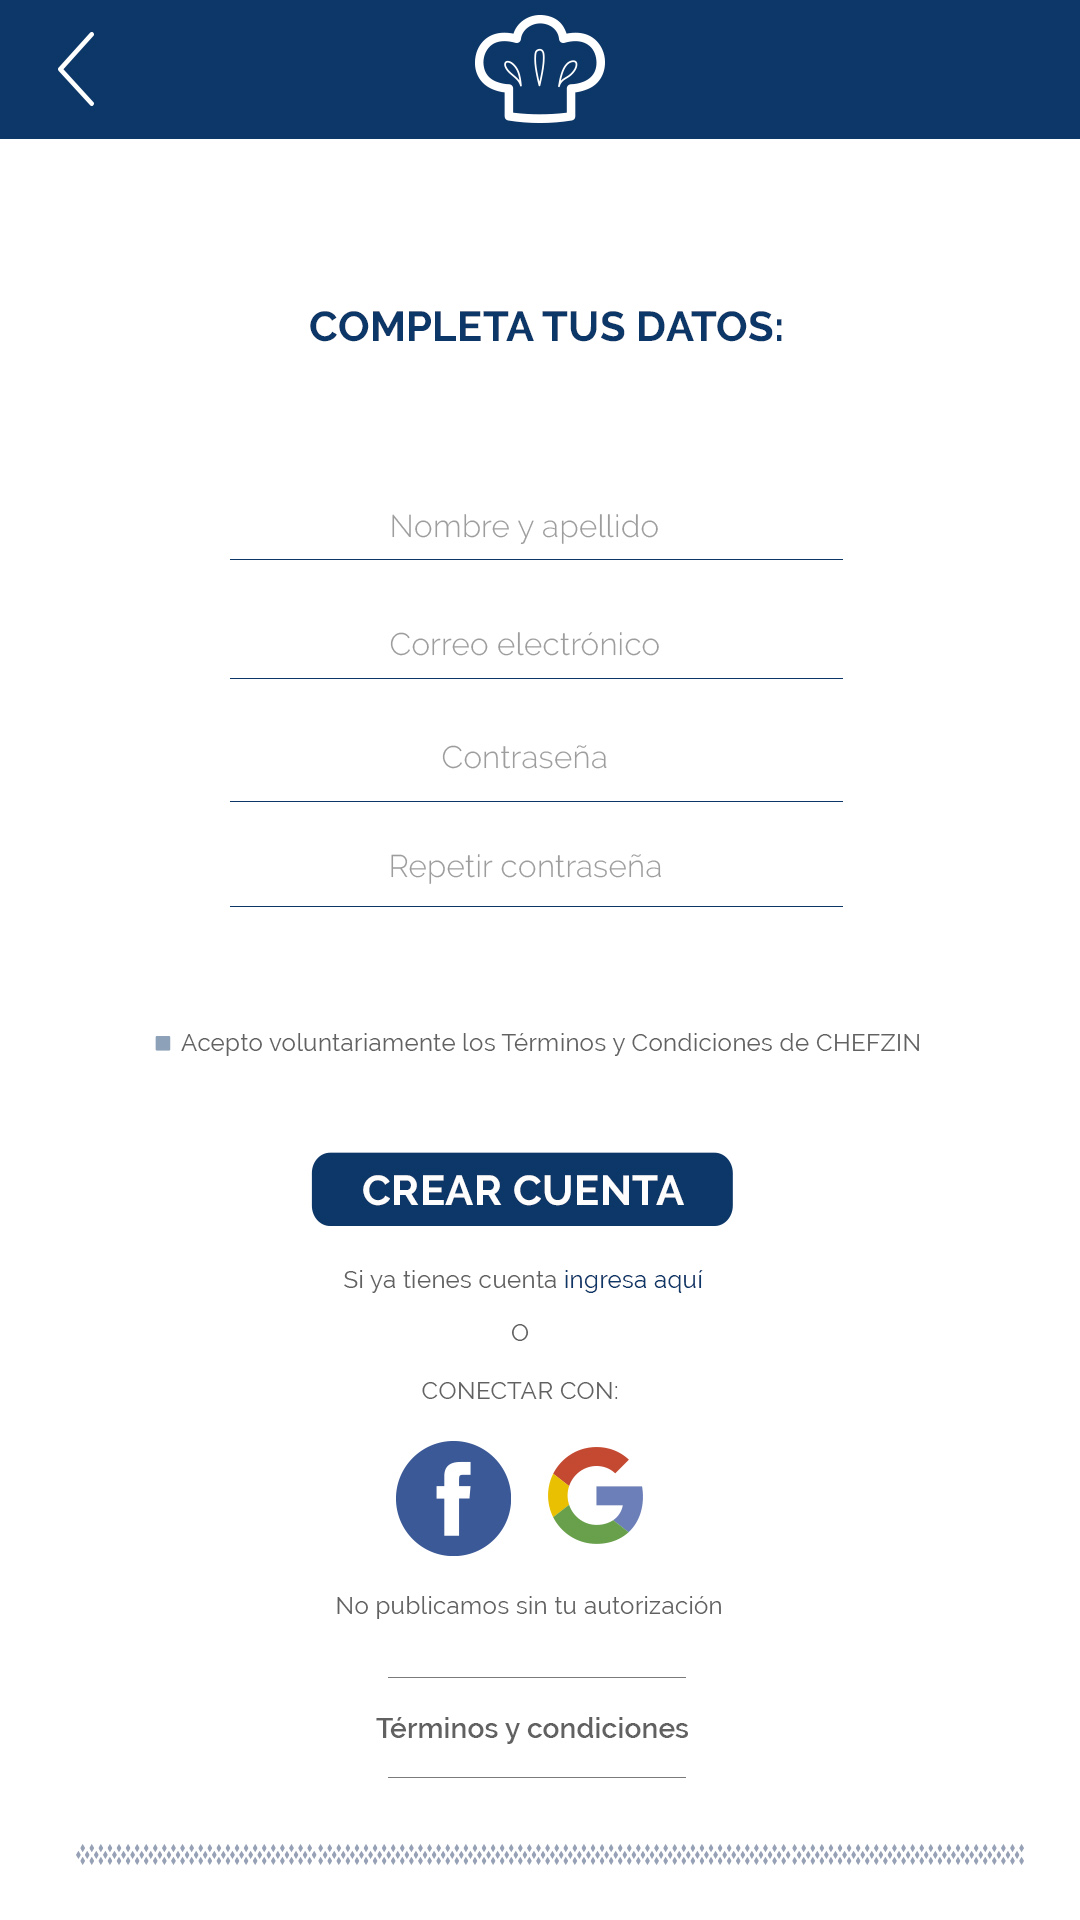 COMPLETA TUS DATOS:
Nombre y apellido
Correo electrónico
Contraseña
Repetir contraseña
Acepto voluntariamente los Términos y Condiciones de CHEFZIN
CREAR CUENTA
Si ya tienes cuenta ingresa aquí
O
CONECTAR CON:
No publicamos sin tu autorización
Términos y condiciones